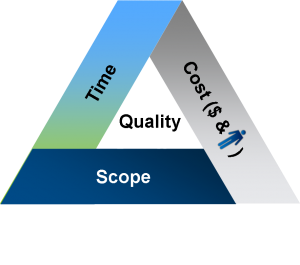 Time
Cost ($ & )
Quality
Scope